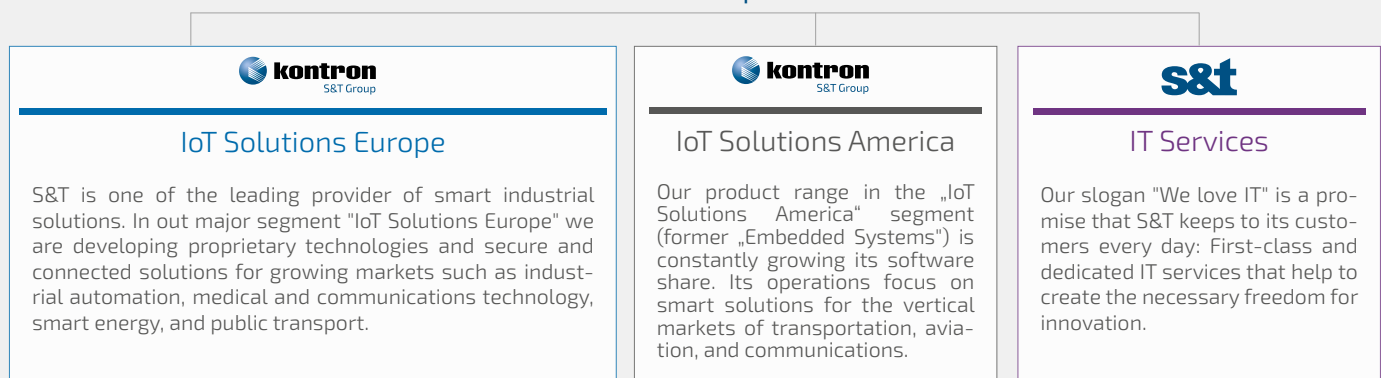 kontron
S&T Group
IoT Solutions Europe
S&T is one of the leading provider of smart industrial
solutions. In out major segment "IoT Solutions Europe" we
are developing proprietary technologies and secure and
connected solutions for growing markets such as indust-
rial automation, medical and communications technology,
smart energy, and public transport.
kontron
S&T Group
IoT Solutions America
Our product range in the „IoT
Solutions America“ segment
(former „Embedded Systems") is
constantly growing its software
share. Its operations focus on
smart solutions for the vertical
markets of transportation, avia-
tion, and communications.
s&t
IT Services
Our slogan "We love IT" is a pro-
mise that S&T keeps to its custo-
mers every day: First-class and
dedicated IT services that help to
create the necessary freedom for
innovation.